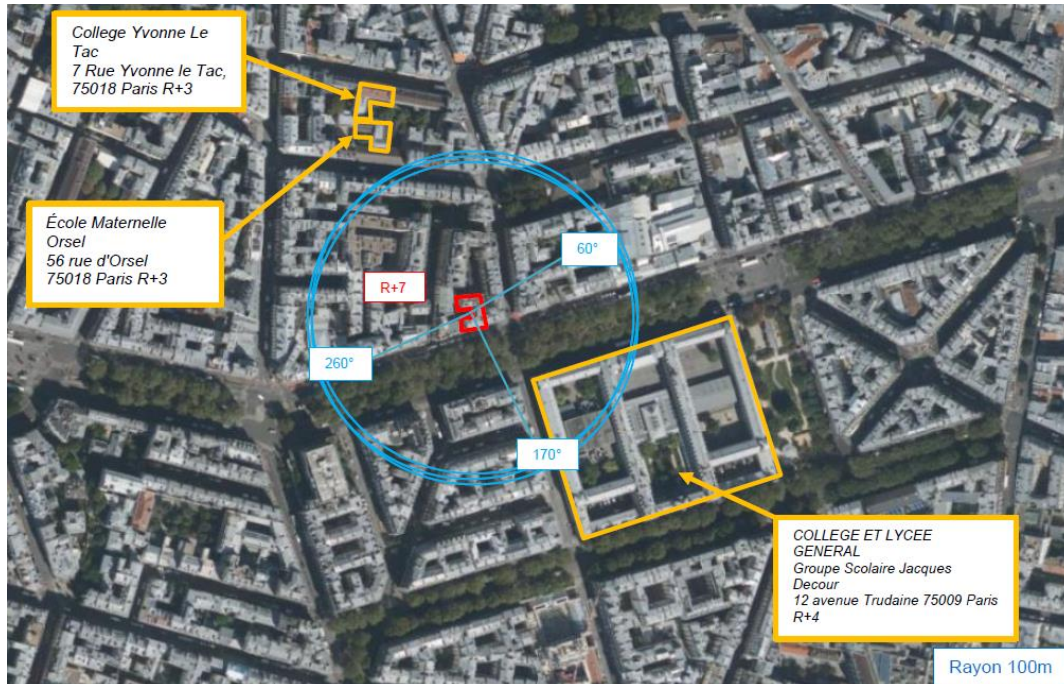 College Yvonne Le
Tac
7 Rue Yvonne le Tac,
75018 Paris R+3
École Maternelle
Orsel
56 rue d'Orsel
75018 Paris R+3
60°
R+7
260°
170°
COLLEGE ET LYCEE
GENERAL
Groupe Scolaire Jacques
Decour
12 avenue Trudaine 75009 Paris
R+4
Rayon 100m